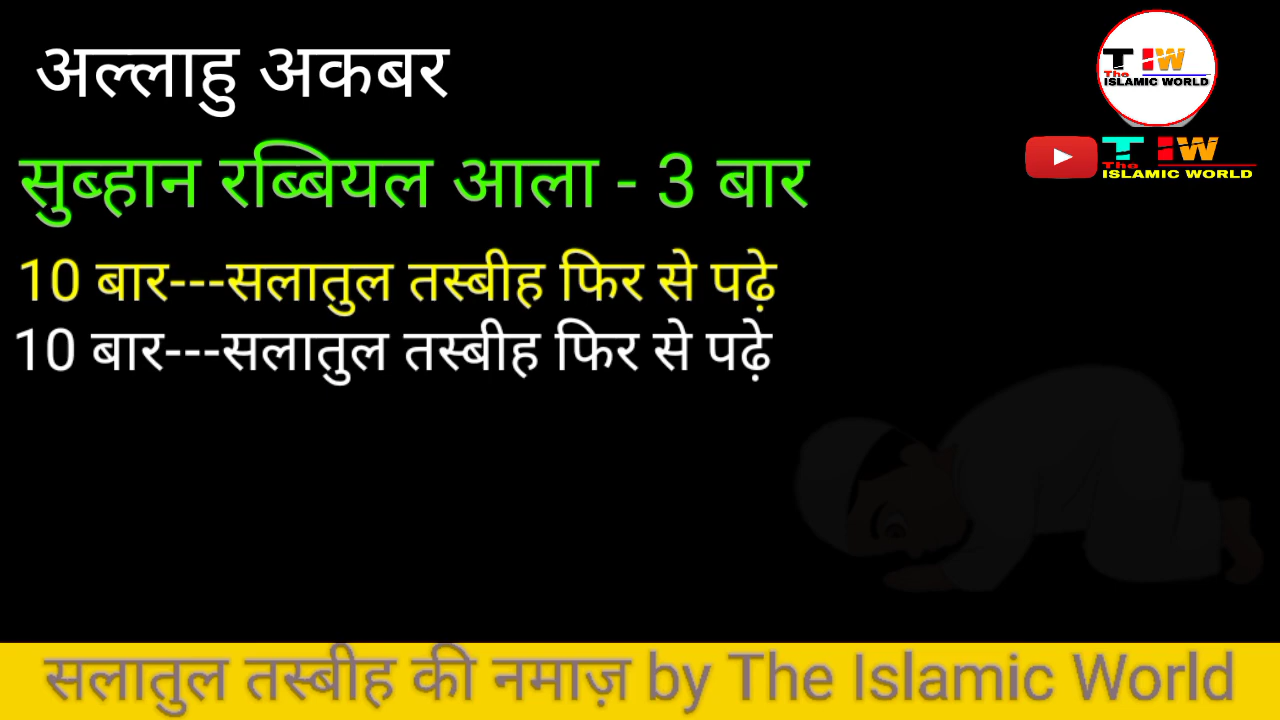 अल्लाहु अकबर
सुब्हान रब्बियल आला - 3 बार
10 बार---सलातुल तस्बीह फिर से पढ़े
10 बार---सलातुल तस्बीह फिर से पढ़े
TIW
The
ISLAMIC WORLD
TIW
The
ISLAMIC WORLD
सलातुल तस्बीह की नमाज़ by The Islamic World